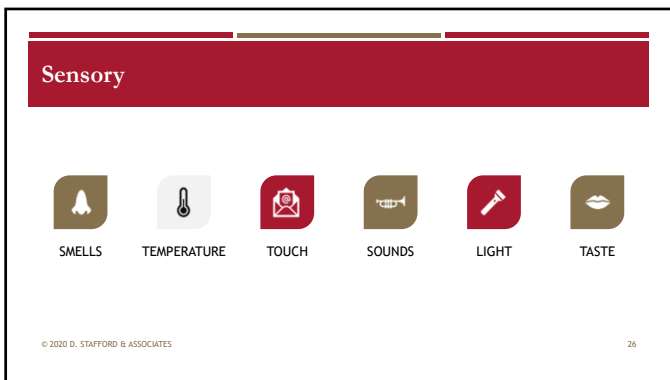 Sensory
SMELLS
TEMPERATURE
TOUCH
SOUNDS
LIGHT
TASTE
© 2020 D. STAFFORD & ASSOCIATES
26